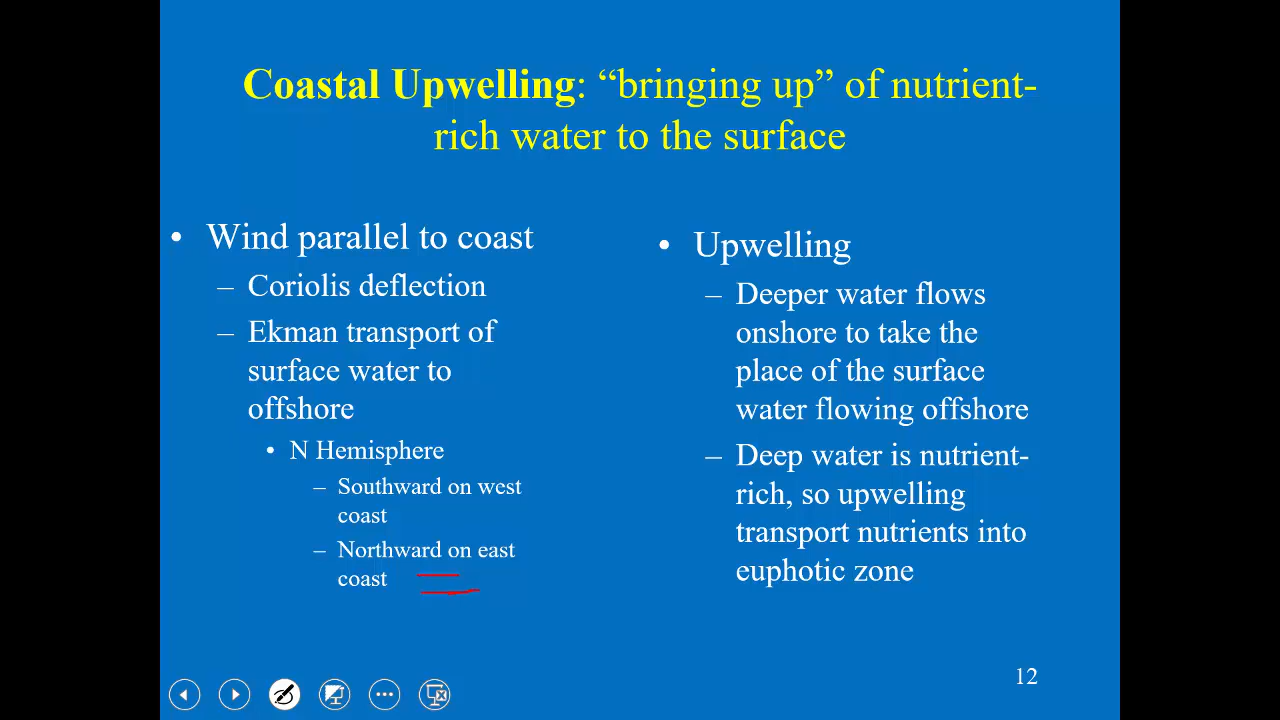 Coastal Upwelling: “bringing up” of nutrient-
rich water to the surface
• Wind parallel to coast
– Coriolis deflection
– Ekman transport of
surface water to
offshore
• N Hemisphere
– Southward on west
coast
– Northward on east
coast
• Upwelling
– Deeper water flows
onshore to take the
place of the surface
water flowing offshore
– Deep water is nutrient-
rich, so upwelling
transport nutrients into
euphotic zone
12